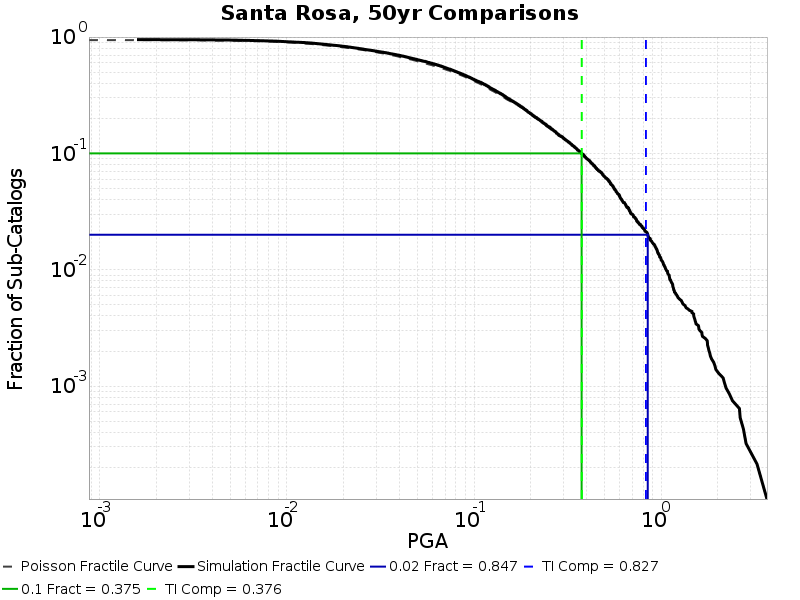 Santa Rosa, 50yr Comparisons
10^0
10^-1
10^-2
10^-3
Fraction of Sub-Catalogs
10^-3 10^-2 10^-1 10^0
PGA
Poisson Fractile Curve Simulation Fractile Curve 0.02 Fract = 0.847 TI Comp = 0.827
0.1 Fract = 0.375 TI Comp = 0.376